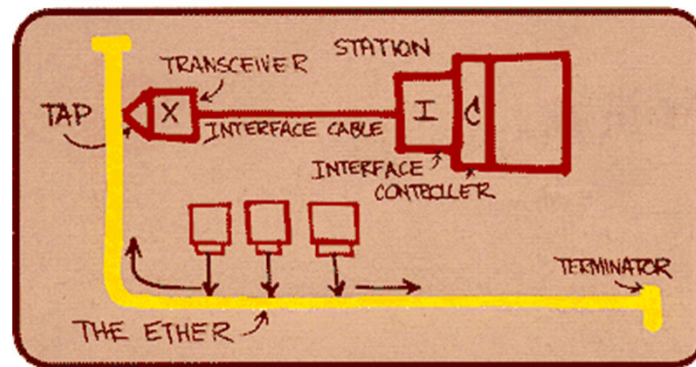 STATION
TRANSCEIVER
TAP
X
I
C
INTERFACE CABLE
INTERFACE
CONTROLLER
TERMINATOR
THE ETHER